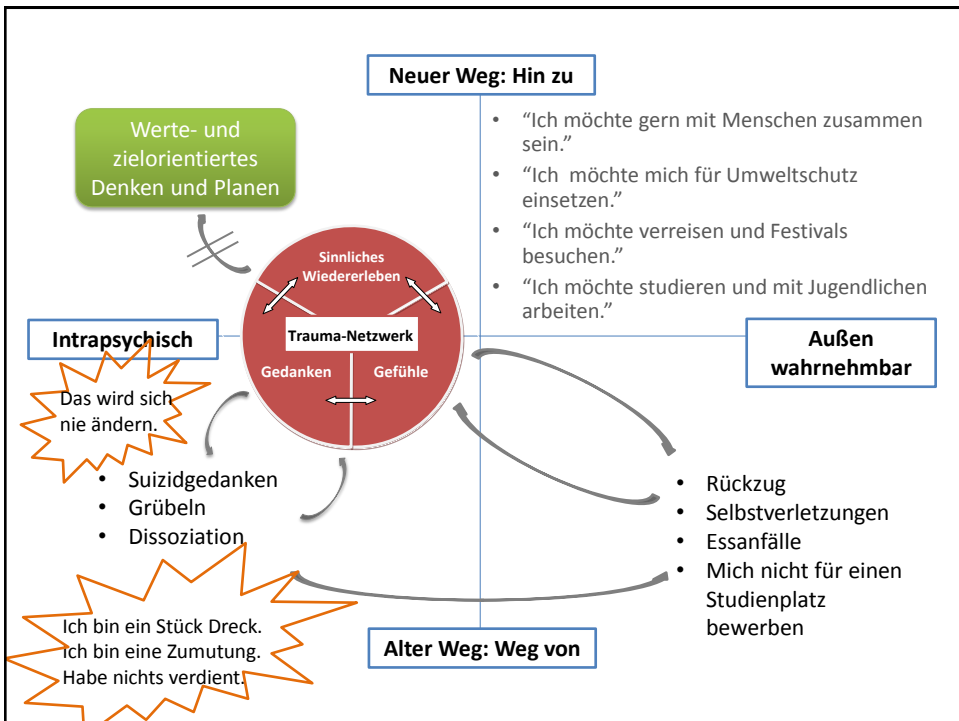 Neuer Weg: Hin zu
Werte- und
zielorientiertes
Denken und Planen
• “Ich möchte gern mit Menschen zusammen
sein.”
• “Ich möchte mich für Umweltschutz
einsetzen.”
• “Ich möchte verreisen und Festivals
besuchen.”
• “Ich möchte studieren und mit Jugendlichen
arbeiten.”
Sinnliches
Wiedererleben
Trauma-Netzwerk
Gedanken
Gefühle
Intrapsychisch
Außen
wahrnehmbar
Das wird sich
nie ändern.
• Suizidgedanken
• Grübeln
• Dissoziation
• Rückzug
• Selbstverletzungen
• Essanfälle
• Mich nicht für einen
Studienplatz
bewerben
Ich bin ein Stück Dreck.
Ich bin eine Zumutung.
Habe nichts verdient.
Alter Weg: Weg von